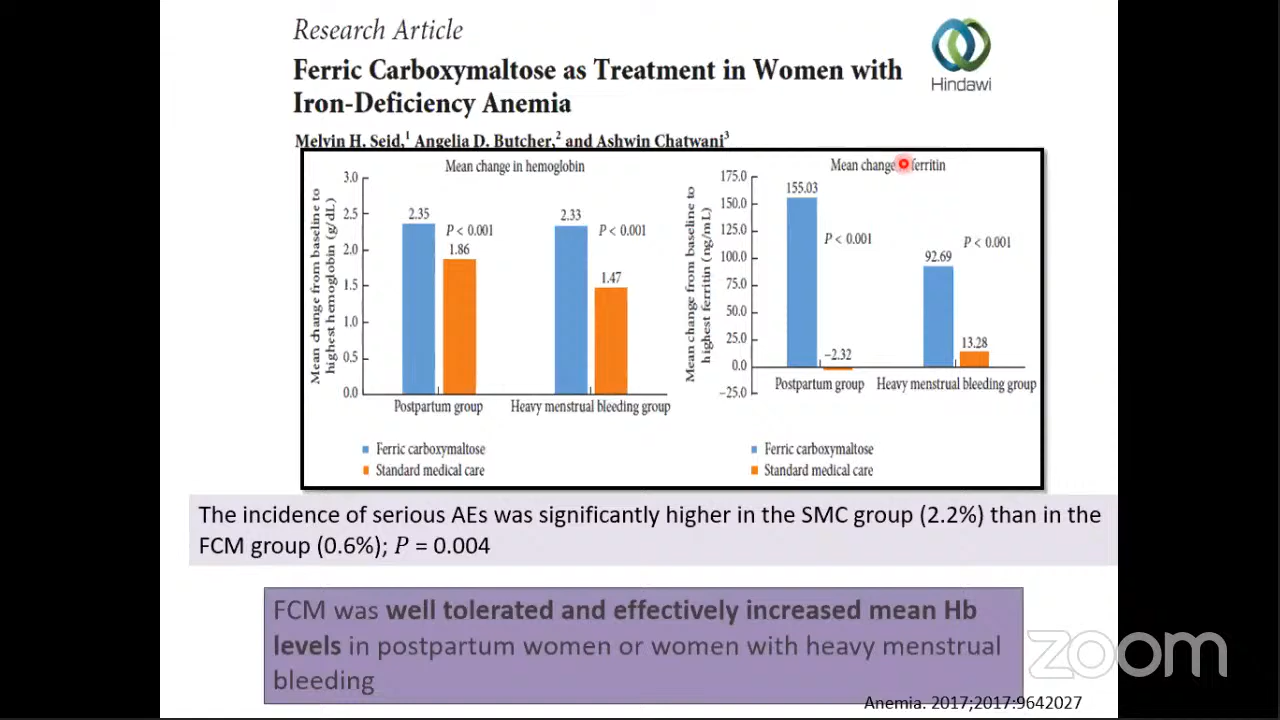 Research Article
Hindawi
Ferric Carboxymaltose as Treatment in Women with
Iron-Deficiency Anemia
Melvin H. Seid,1 Angelia D. Butcher,2 and Ashwin Chatwani3
Mean change in hemoglobin
Mean change from baseline to
highest hemoglobin (g/dL)
3.0
2.5
2.0
1.5
1.0
0.5
0.0
2.35
P < 0.001
1.86
2.33
P < 0.001
1.47
Postpartum group
Heavy menstrual bleeding group
Ferric carboxymaltose
Standard medical care
Mean change ferritin
Mean change from baseline to
highest ferritin (ng/mL)
175.0
150.0
125.0
100.0
75.0
50.0
25.0
0.0
−25.0
155.03
P < 0.001
−2.32
92.69
P < 0.001
13.28
Postpartum group
Heavy menstrual bleeding group
Ferric carboxymaltose
Standard medical care
The incidence of serious AEs was significantly higher in the SMC group (2.2%) than in the
FCM group (0.6%); P = 0.004
FCM was well tolerated and effectively increased mean Hb
levels in postpartum women or women with heavy menstrual
bleeding
zoom
Anemia. 2017;2017:9642027